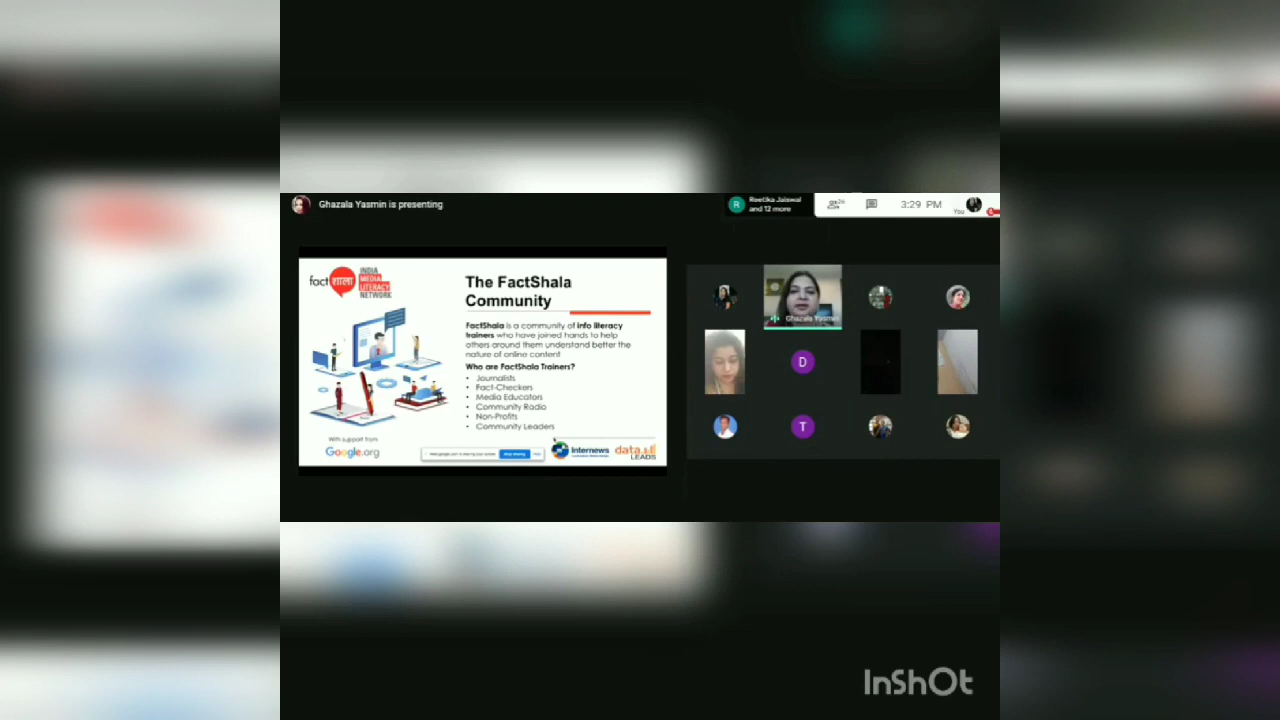 Ghazala Yasmin is presenting
R
Reetika Jaiswal
and 12 more
26
3:29 PM
You
fact शाला
INDIA
MEDIA
LITERACY
NETWORK
The FactShala
Community
FactShala is a community of info literacy
trainers who have joined hands to help
others around them understand better the
nature of online content
Who are FactShala Trainers?
• Journalists
• Fact-Checkers
• Media Educators
• Community Radio
• Non-Profits
• Community Leaders
With support from
Google.org
Stop sharing
Internews
data
LEADS
Ghazala Yasmin
D
T
InShOt